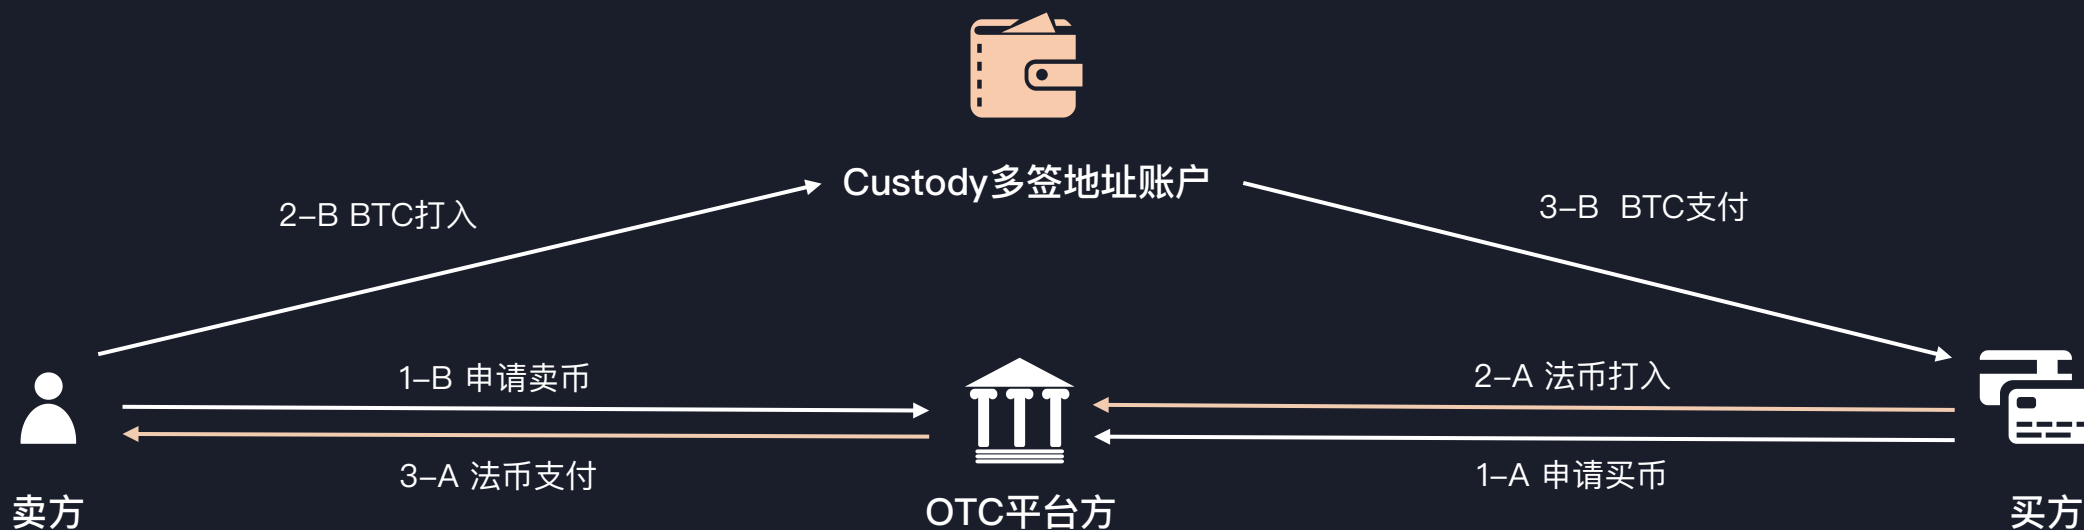 Custody多签地址账户
2-B BTC打入
3-B BTC支付
1-B 申请卖币
2-A 法币打入
3-A 法币支付
1-A 申请买币
卖方
OTC平台方
买方